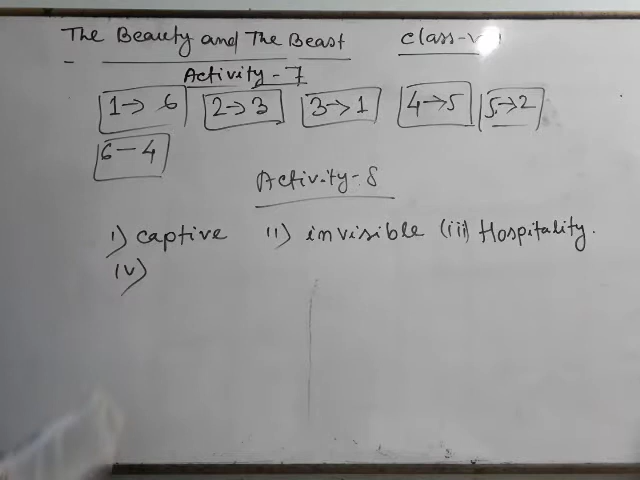 The Beauty and The Beast Class-
Activity-7
1→6 2→3 3→1 4→5 5→2
6-4
Activity-8
i) captive ii) invisible (iii) Hospitality.
iv)